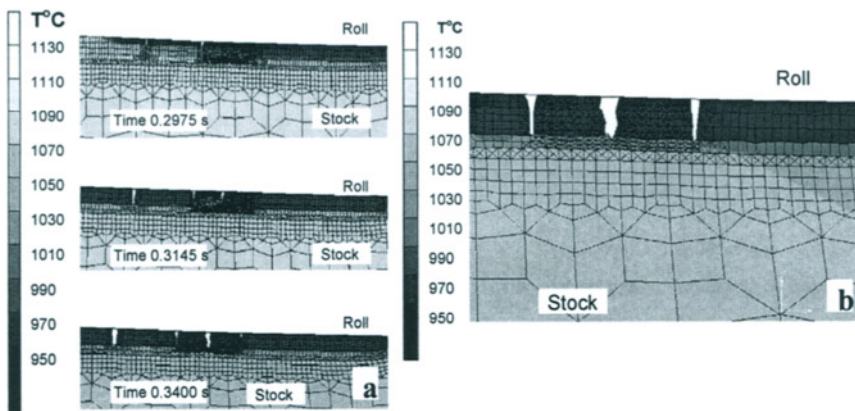 T°C
1130
1110
1090
1070
1050
1030
1010
990
970
950
Roll
Time 0.2975 s
Stock
Roll
Time 0.3145 s
Stock
Roll
Time 0.3400 s
Stock
a
T°C
1130
1110
1090
1070
1050
1030
1010
990
970
950
Roll
Stock
b